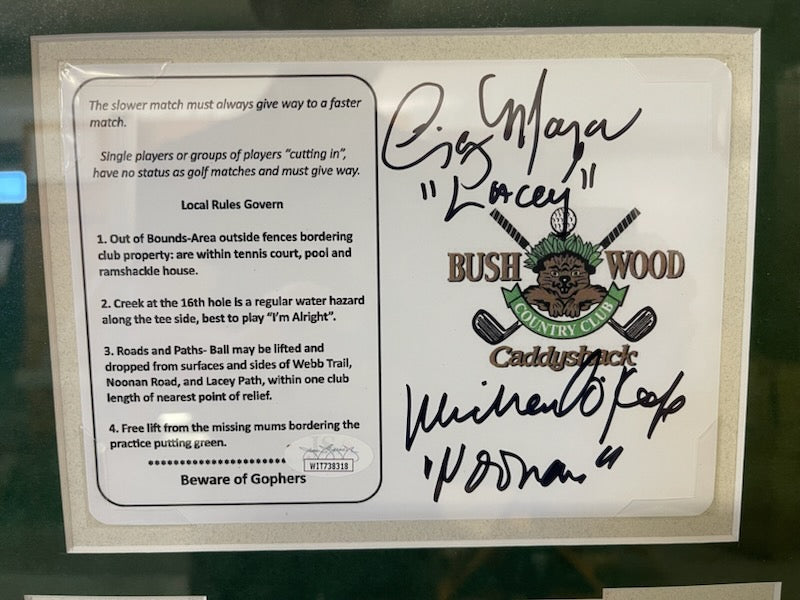 The slower match must always give way to a faster
match.
Single players or groups of players “cutting in”,
have no status as golf matches and must give way.
Local Rules Govern
1. Out of Bounds-Area outside fences bordering
club property: are within tennis court, pool and
ramshackle house.
2. Creek at the 16th hole is a regular water hazard
along the tee side, best to play “I’m Alright”.
3. Roads and Paths- Ball may be lifted and
dropped from surfaces and sides of Webb Trail,
Noonan Road, and Lacey Path, within one club
length of nearest point of relief.
4. Free lift from the missing mums bordering the
practice putting green.
WIT738318
Beware of Gophers
"Lacey"
BUSH WOOD
COUNTRY CLUB
Caddyshack
Michael O'Keefe
"Noonan"